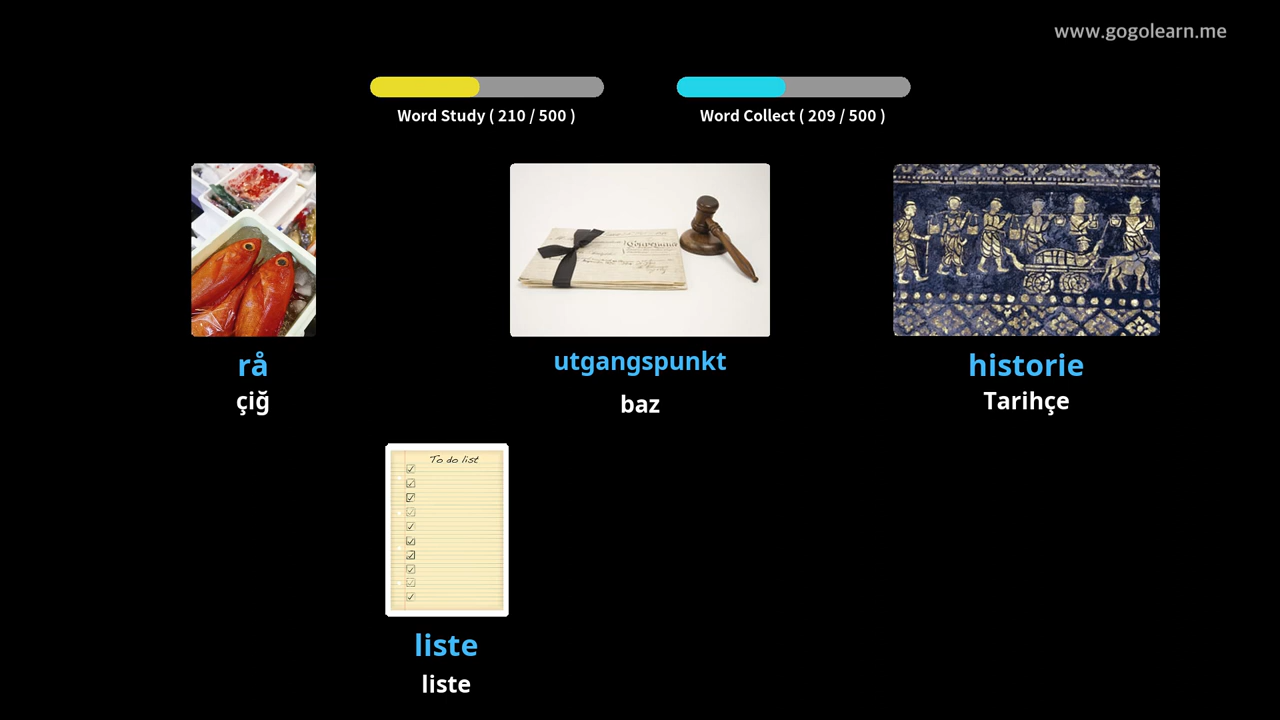 www.gogolearn.me
Word Study ( 210 / 500 )
Word Collect ( 209 / 500 )
rå
çiğ
utgangspunkt
baz
historie
Tarihçe
To do list
liste
liste